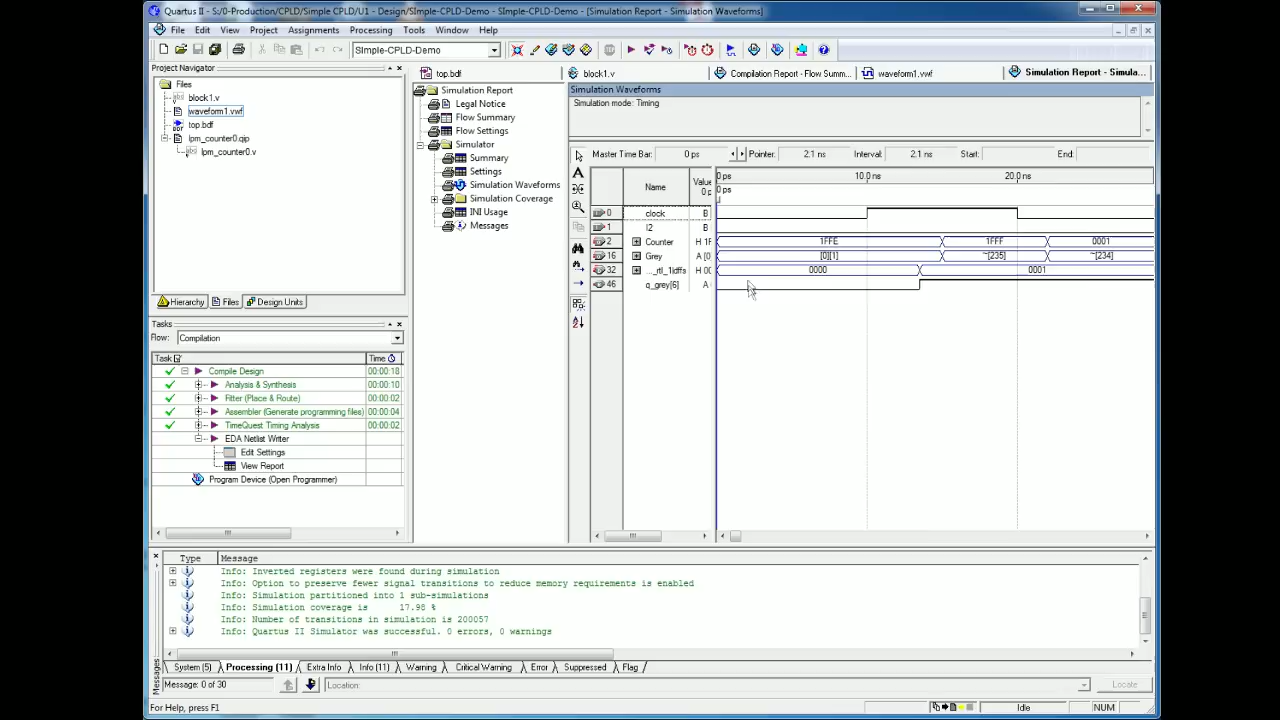 Quartus II - S:/0-Production/CPLD/Simple CPLD/U1 - Design/SImple-CPLD-Demo - SImple-CPLD-Demo - [Simulation Report - Simulation Waveforms]
File Edit View Project Assignments Processing Tools Window Help
SImple-CPLD-Demo
Project Navigator
Files
block1.v
waveform1.vwf
top.bdf
lpm_counter0.qip
lpm_counter0.v
Hierarchy Files Design Units
Tasks
Flow: Compilation
Task Time
Compile Design 00:00:18
Analysis & Synthesis 00:00:10
Fitter (Place & Route) 00:00:02
Assembler (Generate programming files) 00:00:04
TimeQuest Timing Analysis 00:00:02
EDA Netlist Writer
Edit Settings
View Report
Program Device (Open Programmer)
top.bdf block1.v Compilation Report - Flow Summ... waveform1.vwf Simulation Report - Simula...
Simulation Report
Legal Notice
Flow Summary
Flow Settings
Simulator
Summary
Settings
Simulation Waveforms
Simulation Coverage
INI Usage
Messages
Simulation Waveforms
Simulation mode: Timing
Master Time Bar: 0 ps Pointer: 2.1 ns Interval: 2.1 ns Start: End:
Name Value 0 ps 10.0 ns 20.0 ns
0 ps
0 clock B
1 I2 B
2 Counter H 1F 1FFE 1FFF 0001
16 Grey A [0] [0][1] ~[235] ~[234]
32 ..._rtl_1idffs H 00 0000 0001
46 q_grey[6] A
Type Message
Info: Inverted registers were found during simulation
Info: Option to preserve fewer signal transitions to reduce memory requirements is enabled
Info: Simulation partitioned into 1 sub-simulations
Info: Simulation coverage is 17.98 %
Info: Number of transitions in simulation is 200057
Info: Quartus II Simulator was successful. 0 errors, 0 warnings
System (5) Processing (11) Extra Info Info (11) Warning Critical Warning Error Suppressed Flag
Messages
Message: 0 of 30 Location: Locate
For Help, press F1 Idle NUM